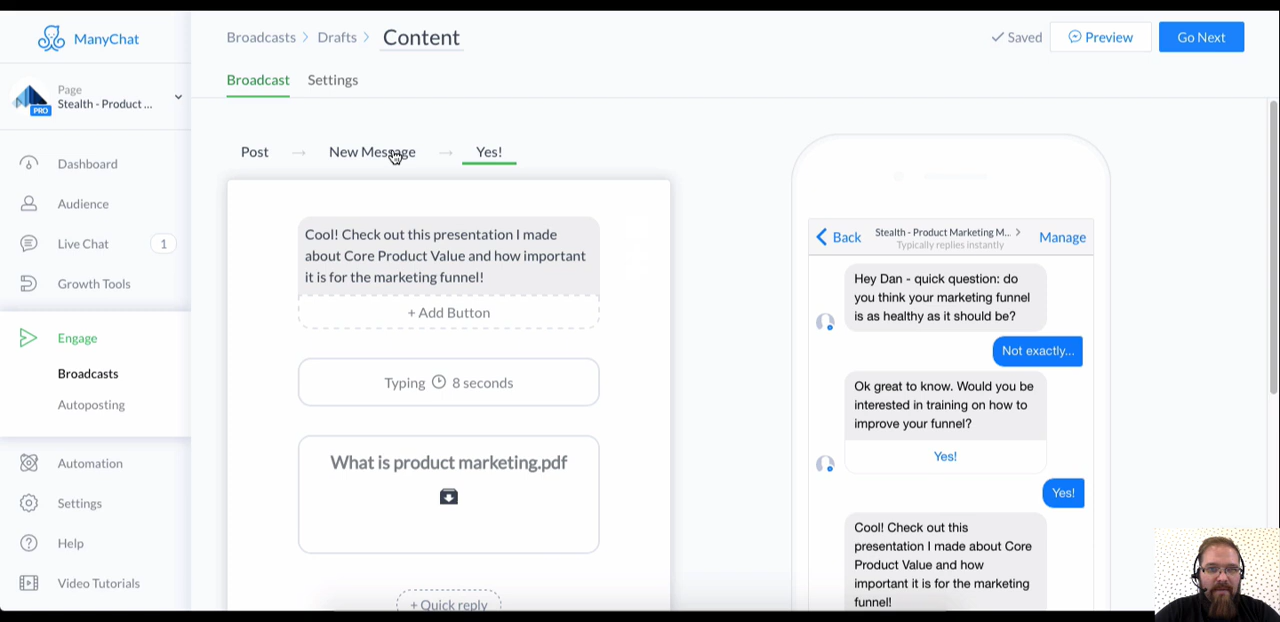 ManyChat
Page
Stealth - Product ...
PRO
Dashboard
Audience
Live Chat
1
Growth Tools
Engage
Broadcasts
Autoposting
Automation
Settings
Help
Video Tutorials
Broadcasts
Drafts
Content
Saved
Preview
Go Next
Broadcast
Settings
Post
New Message
Yes!
Cool! Check out this presentation I made
about Core Product Value and how important
it is for the marketing funnel!
+ Add Button
Typing 8 seconds
What is product marketing.pdf
+ Quick reply
Back
Stealth - Product Marketing M...
Typically replies instantly
Manage
Hey Dan - quick question: do
you think your marketing funnel
is as healthy as it should be?
Not exactly...
Ok great to know. Would you be
interested in training on how to
improve your funnel?
Yes!
Yes!
Cool! Check out this
presentation I made about Core
Product Value and how
important it is for the marketing
funnel!